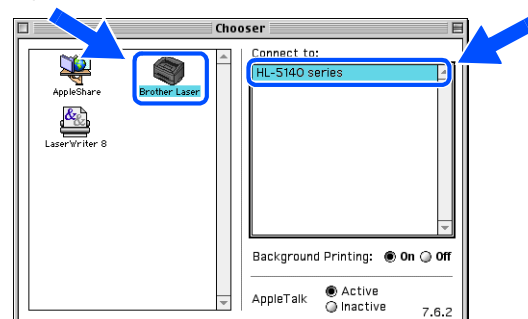 Chooser
AppleShare
Brother Laser
LaserWriter 8
Connect to:
HL-5140 series
Background Printing: On Off
AppleTalk Active
Inactive
7.6.2